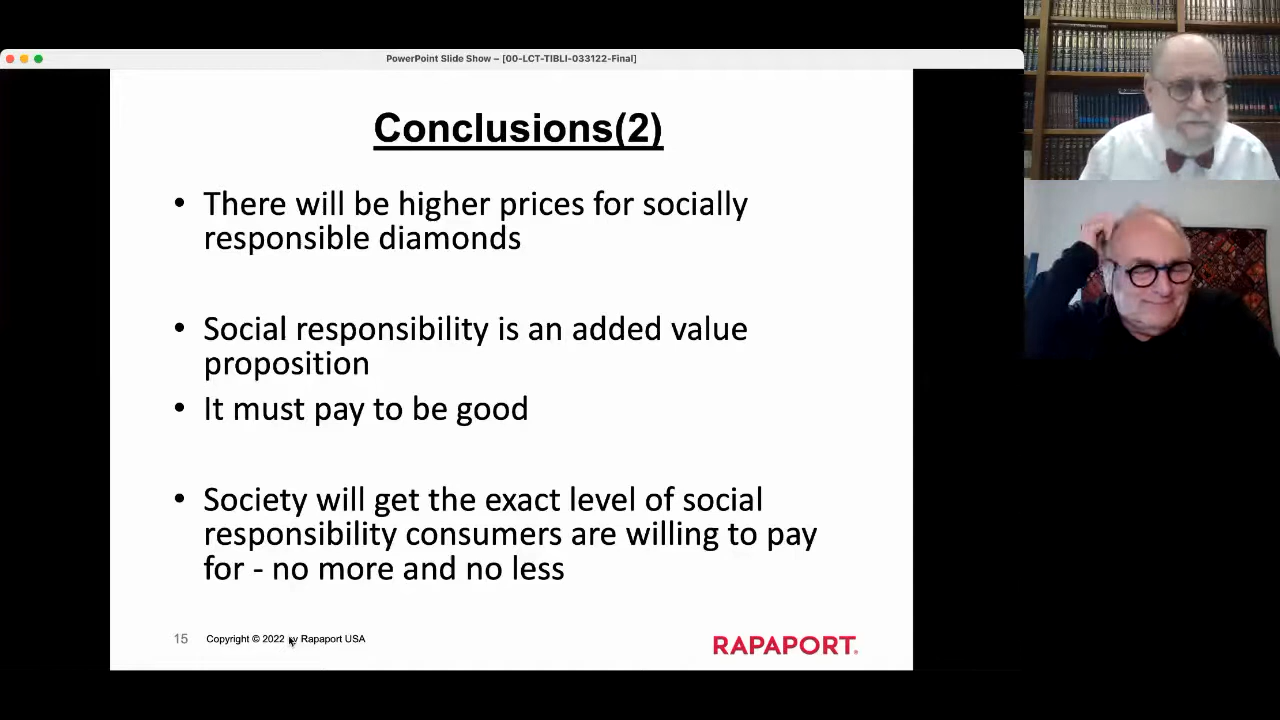 PowerPoint Slide Show – [00-LCT-TIBLI-033122-Final]
Conclusions(2)
• There will be higher prices for socially
responsible diamonds
• Social responsibility is an added value
proposition
• It must pay to be good
• Society will get the exact level of social
responsibility consumers are willing to pay
for - no more and no less
15 Copyright © 2022 by Rapaport USA
RAPAPORT®